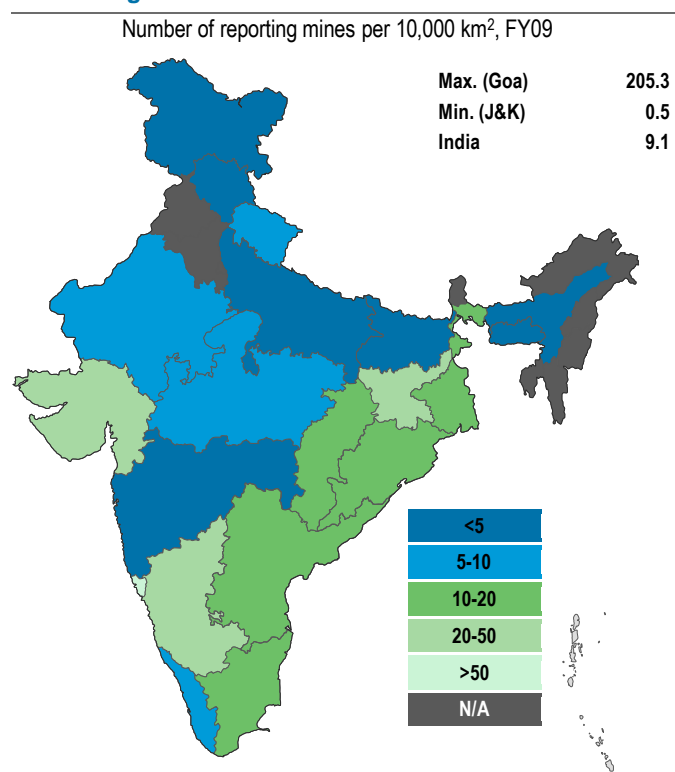 Number of reporting mines per 10,000 km², FY09
Max. (Goa) 205.3
Min. (J&K) 0.5
India 9.1
<5
5-10
10-20
20-50
>50
N/A